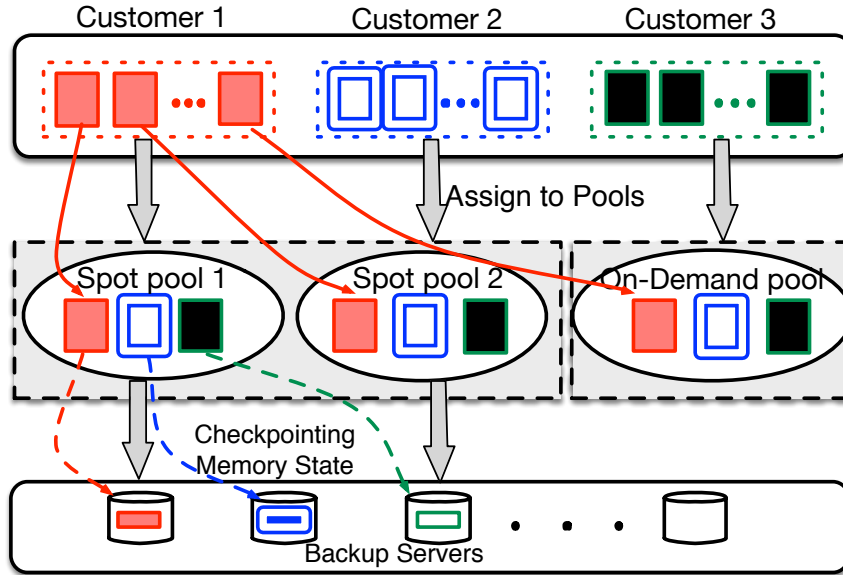 Customer 1
Customer 2
Customer 3
Assign to Pools
Spot pool 1
Spot pool 2
On-Demand pool
Checkpointing
Memory State
Backup Servers